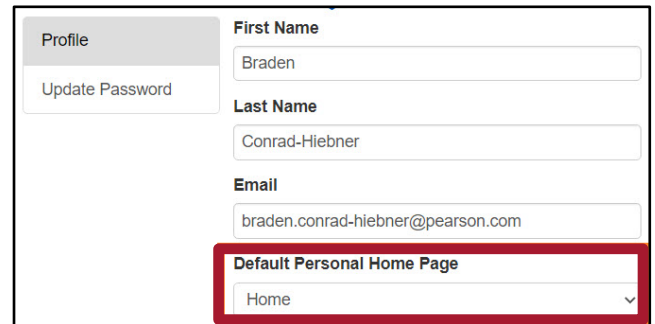 Profile
Update Password
First Name
Braden
Last Name
Conrad-Hiebner
Email
braden.conrad-hiebner@pearson.com
Default Personal Home Page
Home